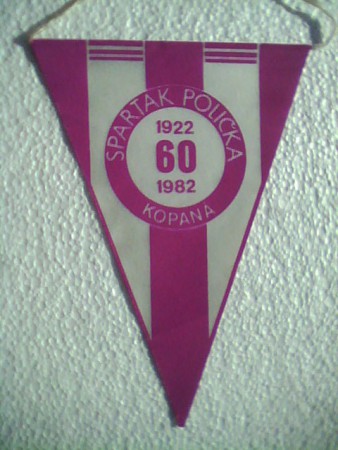 SPARTAK POLIČKA
1922
60
1982
KOPANÁ